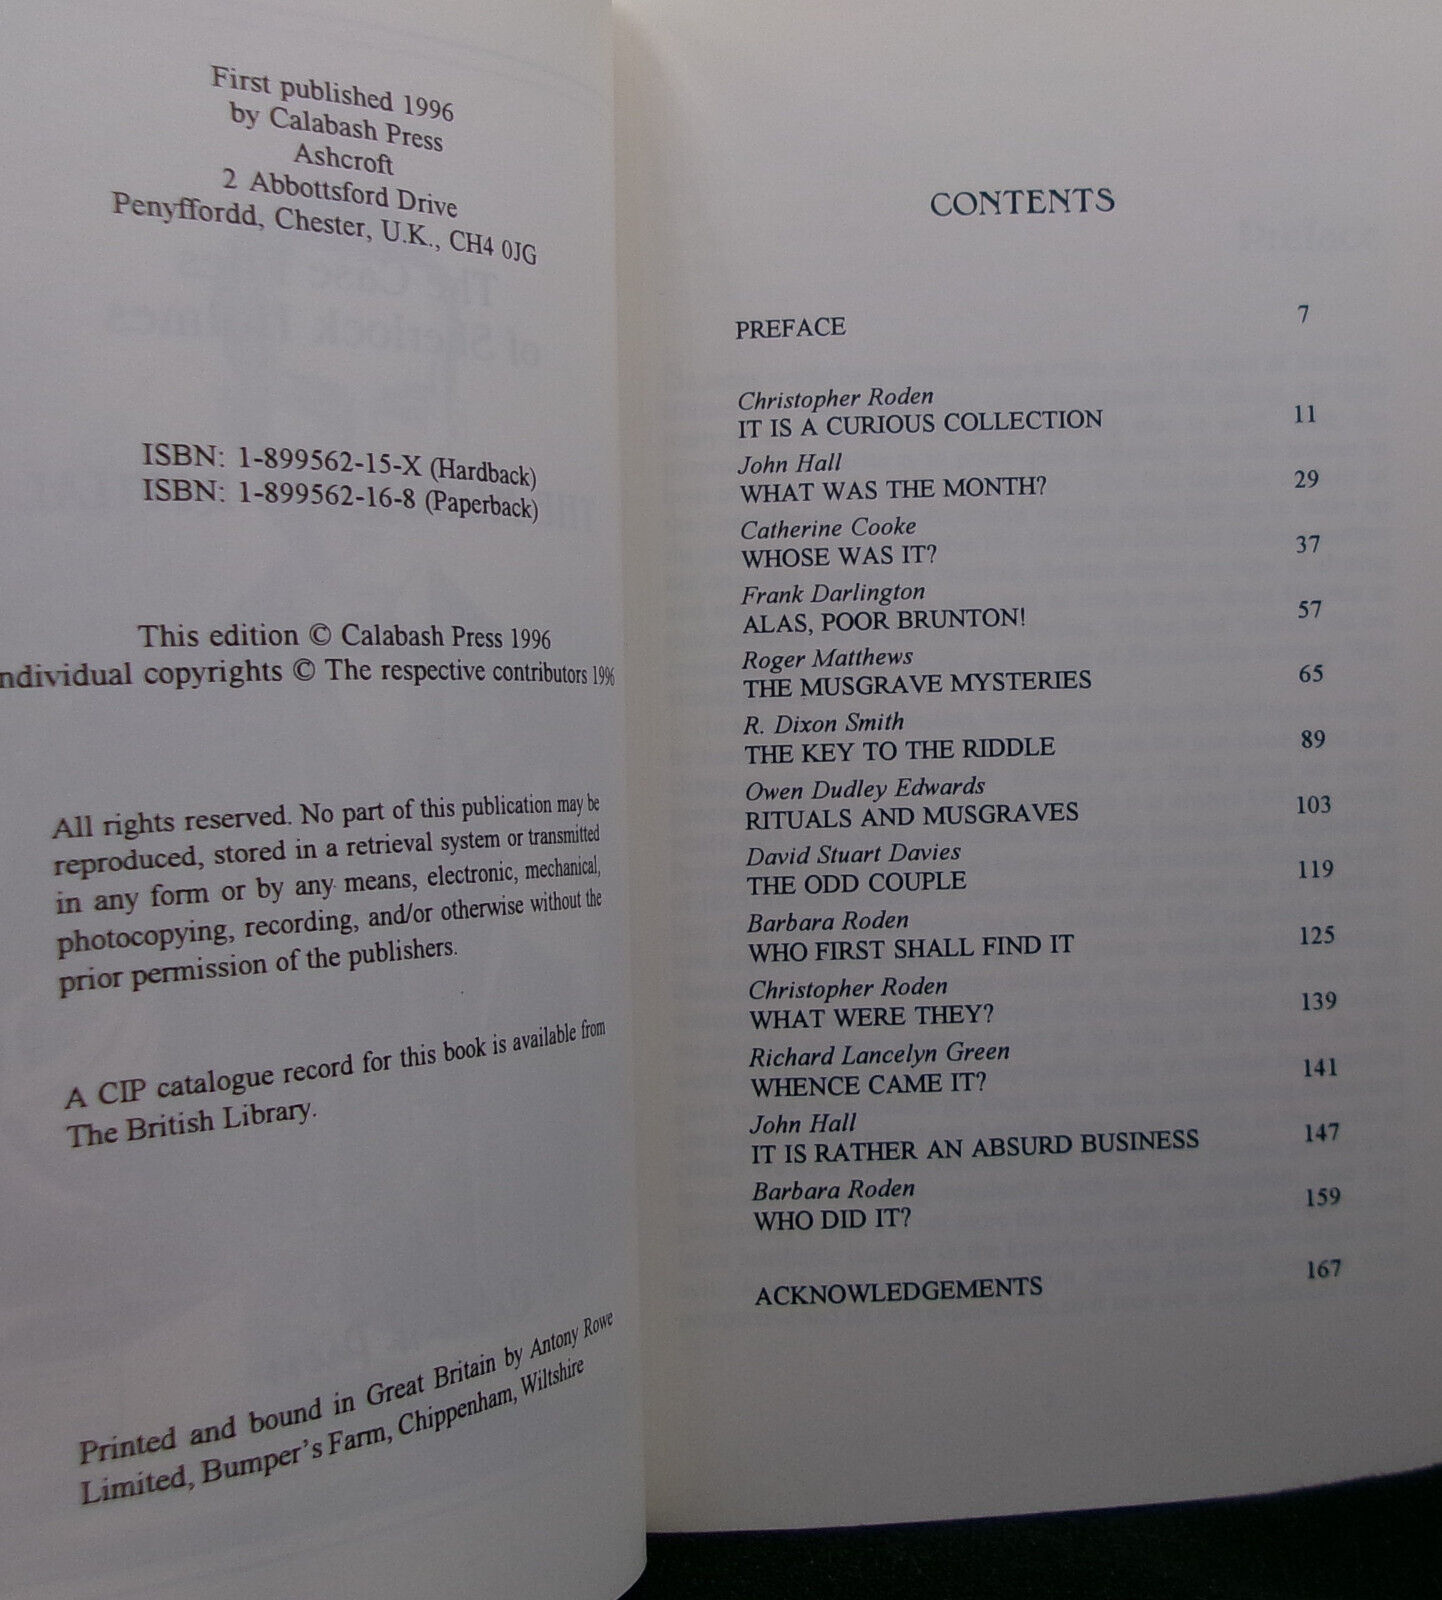 First published 1996
by Calabash Press
Ashcroft
2 Abbottsford Drive
Penyffordd, Chester, U.K., CH4 0JG
ISBN: 1-899562-15-X (Hardback)
ISBN: 1-899562-16-8 (Paperback)
This edition © Calabash Press 1996
ndividual copyrights © The respective contributors 1996
All rights reserved. No part of this publication may be
reproduced, stored in a retrieval system or transmitted
in any form or by any means, electronic, mechanical,
photocopying, recording, and/or otherwise without the
prior permission of the publishers.
A CIP catalogue record for this book is available from
The British Library.
Printed and bound in Great Britain by Antony Rowe
Limited, Bumper's Farm, Chippenham, Wiltshire
CONTENTS
PREFACE 7
Christopher Roden
IT IS A CURIOUS COLLECTION 11
John Hall
WHAT WAS THE MONTH? 29
Catherine Cooke
WHOSE WAS IT? 37
Frank Darlington
ALAS, POOR BRUNTON! 57
Roger Matthews
THE MUSGRAVE MYSTERIES 65
R. Dixon Smith
THE KEY TO THE RIDDLE 89
Owen Dudley Edwards
RITUALS AND MUSGRAVES 103
David Stuart Davies
THE ODD COUPLE 119
Barbara Roden
WHO FIRST SHALL FIND IT 125
Christopher Roden
WHAT WERE THEY? 139
Richard Lancelyn Green
WHENCE CAME IT? 141
John Hall
IT IS RATHER AN ABSURD BUSINESS 147
Barbara Roden
WHO DID IT? 159
ACKNOWLEDGEMENTS 167